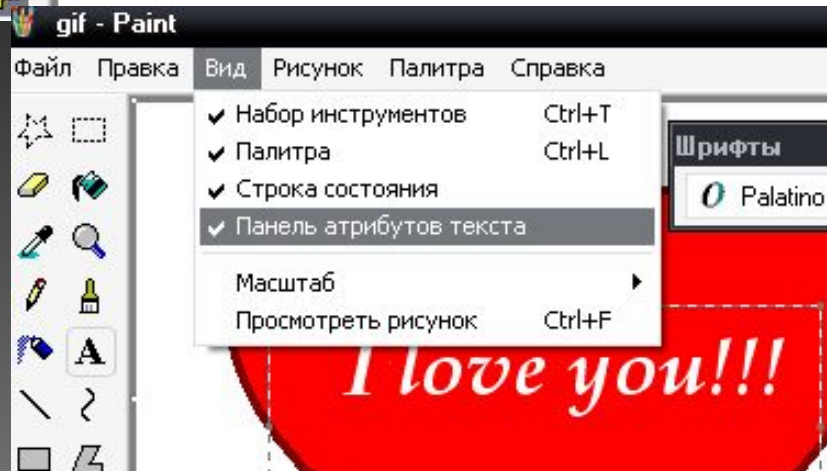 gif - Paint
Файл Правка Вид Рисунок Палитра Справка
Набор инструментов Ctrl+T
Палитра Ctrl+L
Строка состояния
Панель атрибутов текста
Масштаб
Просмотреть рисунок Ctrl+F
Шрифты
Palatino
A
I love you!!!